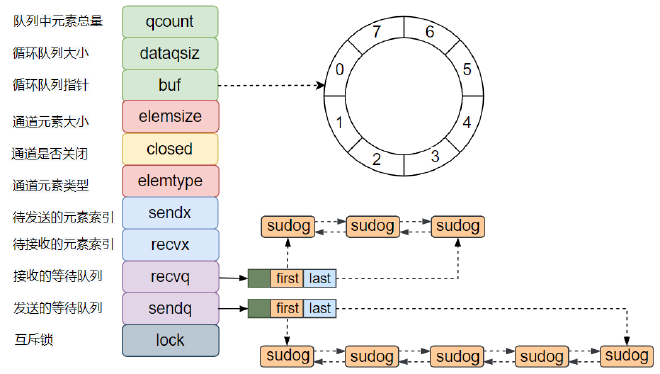 队列中元素总量 qcount
循环队列大小 dataqsiz
循环队列指针 buf
通道元素大小 elemsize
通道是否关闭 closed
通道元素类型 elemtype
待发送的元素索引 sendx
待接收的元素索引 recvx
接收的等待队列 recvq
发送的等待队列 sendq
互斥锁 lock
7 6
0 5
1 4
2 3
sudog sudog sudog
first last
first last
sudog sudog sudog sudog sudog